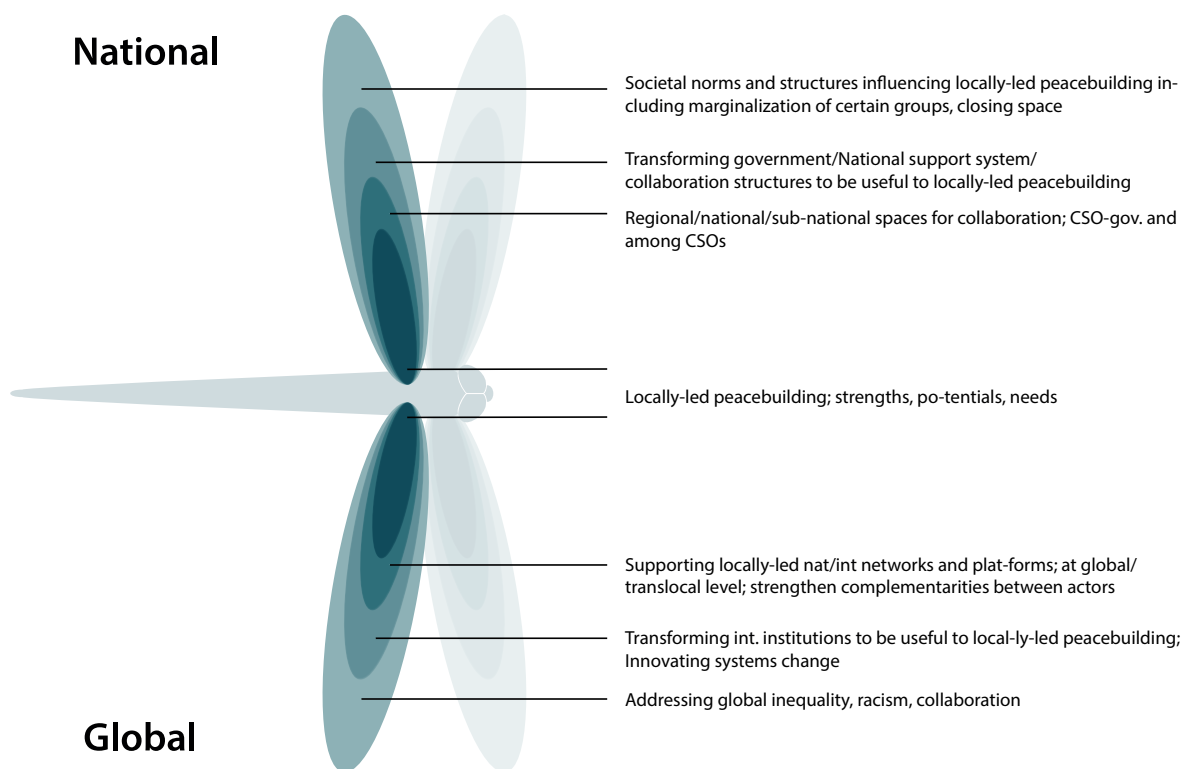 National
Societal norms and structures influencing locally-led peacebuilding in-
cluding marginalization of certain groups, closing space
Transforming government/National support system/
collaboration structures to be useful to locally-led peacebuilding
Regional/national/sub-national spaces for collaboration; CSO-gov. and
among CSOs
Locally-led peacebuilding; strengths, po-tentials, needs
Supporting locally-led nat/int networks and plat-forms; at global/
translocal level; strengthen complementarities between actors
Transforming int. institutions to be useful to local-ly-led peacebuilding;
Innovating systems change
Addressing global inequality, racism, collaboration
Global